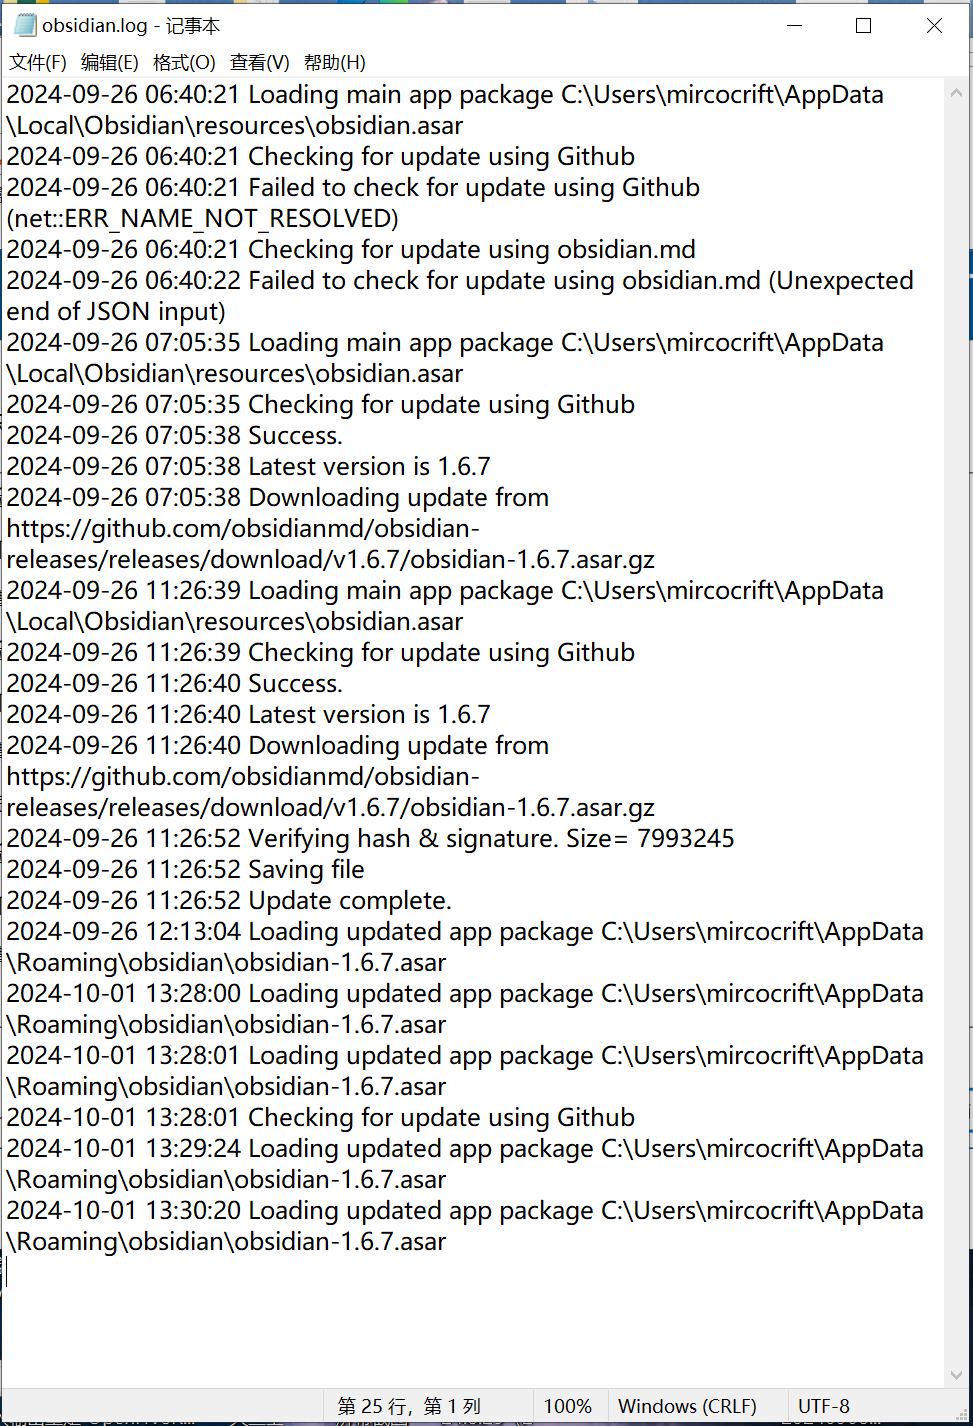 obsidian.log - 记事本
文件(F) 编辑(E) 格式(O) 查看(V) 帮助(H)
2024-09-26 06:40:21 Loading main app package C:\Users\mircocrift\AppData
\Local\Obsidian\resources\obsidian.asar
2024-09-26 06:40:21 Checking for update using Github
2024-09-26 06:40:21 Failed to check for update using Github
(net::ERR_NAME_NOT_RESOLVED)
2024-09-26 06:40:21 Checking for update using obsidian.md
2024-09-26 06:40:22 Failed to check for update using obsidian.md (Unexpected
end of JSON input)
2024-09-26 07:05:35 Loading main app package C:\Users\mircocrift\AppData
\Local\Obsidian\resources\obsidian.asar
2024-09-26 07:05:35 Checking for update using Github
2024-09-26 07:05:38 Success.
2024-09-26 07:05:38 Latest version is 1.6.7
2024-09-26 07:05:38 Downloading update from
https://github.com/obsidianmd/obsidian-
releases/releases/download/v1.6.7/obsidian-1.6.7.asar.gz
2024-09-26 11:26:39 Loading main app package C:\Users\mircocrift\AppData
\Local\Obsidian\resources\obsidian.asar
2024-09-26 11:26:39 Checking for update using Github
2024-09-26 11:26:40 Success.
2024-09-26 11:26:40 Latest version is 1.6.7
2024-09-26 11:26:40 Downloading update from
https://github.com/obsidianmd/obsidian-
releases/releases/download/v1.6.7/obsidian-1.6.7.asar.gz
2024-09-26 11:26:52 Verifying hash & signature. Size= 7993245
2024-09-26 11:26:52 Saving file
2024-09-26 11:26:52 Update complete.
2024-09-26 12:13:04 Loading updated app package C:\Users\mircocrift\AppData
\Roaming\obsidian\obsidian-1.6.7.asar
2024-10-01 13:28:00 Loading updated app package C:\Users\mircocrift\AppData
\Roaming\obsidian\obsidian-1.6.7.asar
2024-10-01 13:28:01 Loading updated app package C:\Users\mircocrift\AppData
\Roaming\obsidian\obsidian-1.6.7.asar
2024-10-01 13:28:01 Checking for update using Github
2024-10-01 13:29:24 Loading updated app package C:\Users\mircocrift\AppData
\Roaming\obsidian\obsidian-1.6.7.asar
2024-10-01 13:30:20 Loading updated app package C:\Users\mircocrift\AppData
\Roaming\obsidian\obsidian-1.6.7.asar
第 25 行，第 1 列 100% Windows (CRLF) UTF-8